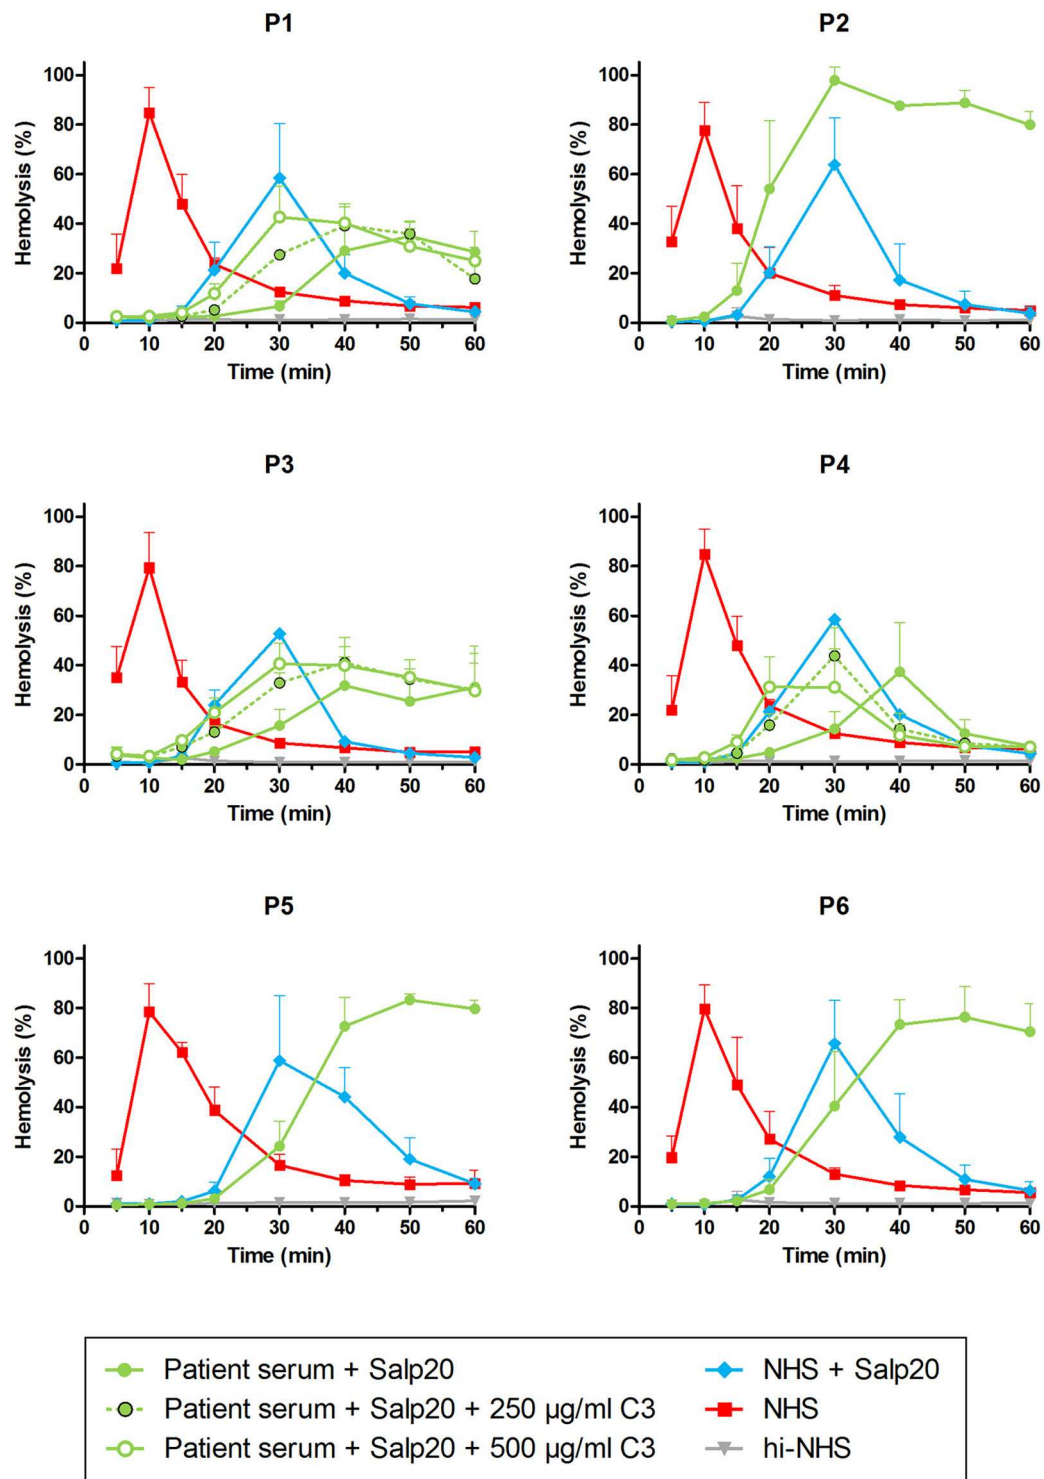 P1
P2
Hemolysis (%)
100
80
60
40
20
0
0 10 20 30 40 50 60
Time (min)
Hemolysis (%)
100
80
60
40
20
0
0 10 20 30 40 50 60
Time (min)
P3
P4
Hemolysis (%)
100
80
60
40
20
0
0 10 20 30 40 50 60
Time (min)
Hemolysis (%)
100
80
60
40
20
0
0 10 20 30 40 50 60
Time (min)
P5
P6
Hemolysis (%)
100
80
60
40
20
0
0 10 20 30 40 50 60
Time (min)
Hemolysis (%)
100
80
60
40
20
0
0 10 20 30 40 50 60
Time (min)
Patient serum + Salp20
Patient serum + Salp20 + 250 µg/ml C3
Patient serum + Salp20 + 500 µg/ml C3
NHS + Salp20
NHS
hi-NHS